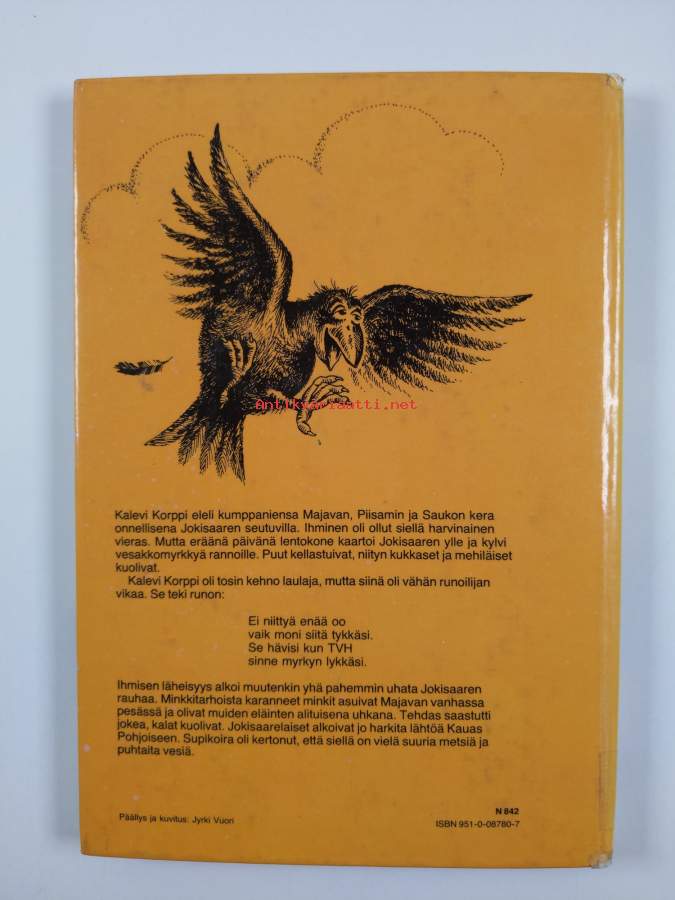 Antikvariaatti.net
Kalevi Korppi eleli kumppaniensa Majavan, Piisamin ja Saukon kera
onnellisena Jokisaaren seutuvilla. Ihminen oli ollut siellä harvinainen
vieras. Mutta eräänä päivänä lentokone kaartoi Jokisaaren ylle ja kylvi
vesakkomyrkkyä rannoille. Puut kellastuivat, niityn kukkaset ja mehiläiset
kuolivat.
Kalevi Korppi oli tosin kehno laulaja, mutta siinä oli vähän runoilijan
vikaa. Se teki runon:
Ei niittyä enää oo
vaik moni siitä tykkäsi.
Se hävisi kun TVH
sinne myrkyn lykkäsi.
Ihmisen läheisyys alkoi muutenkin yhä pahemmin uhata Jokisaaren
rauhaa. Minkkitarhoista karanneet minkit asuivat Majavan vanhassa
pesässä ja olivat muiden eläinten alituisena uhkana. Tehdas saastutti
jokea, kalat kuolivat. Jokisaarelaiset alkoivat jo harkita lähtöä Kauas
Pohjoiseen. Supikoira oli kertonut, että siellä on vielä suuria metsiä ja
puhtaita vesiä.
N 842
Päällys ja kuvitus: Jyrki Vuori
ISBN 951-0-08780-7